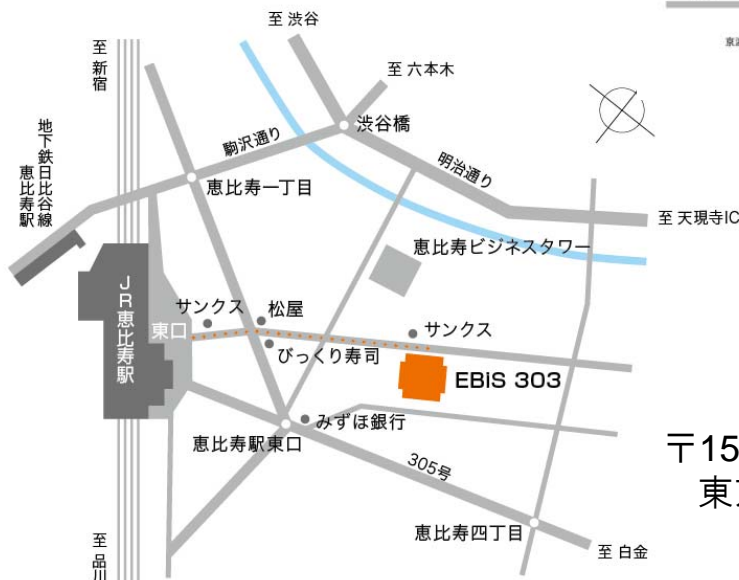 至 渋谷
至 新宿
至 六本木
渋谷橋
駒沢通り
明治通り
地下鉄日比谷線
恵比寿駅
恵比寿一丁目
至 天現寺IC
恵比寿ビジネスタワー
JR恵比寿駅
東口
サンクス
松屋
サンクス
びっくり寿司
EBiS 303
みずほ銀行
恵比寿駅東口
305号
〒15
恵比寿四丁目
至 白金
至 品川